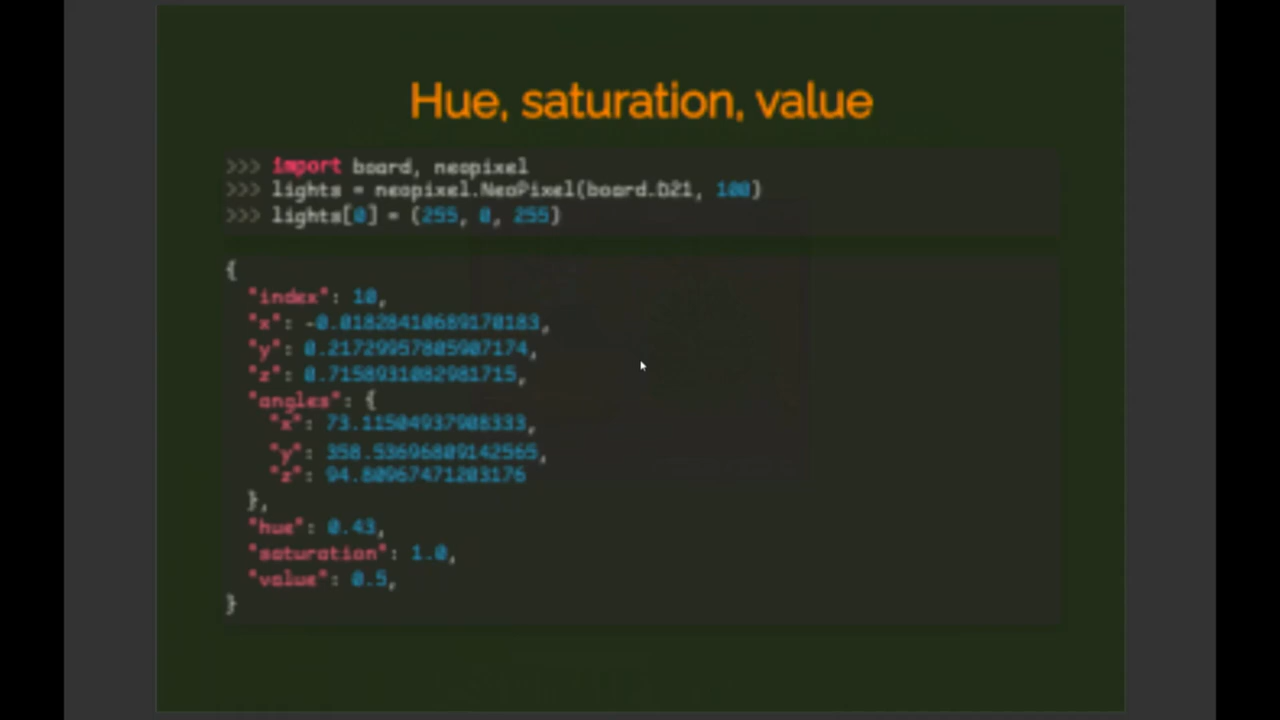 Hue, saturation, value
>>> import board, neopixel
>>> lights = neopixel.NeoPixel(board.D21, 100)
>>> lights[0] = (255, 0, 255)
{
"index": 10,
"x": -0.01828410689170183,
"y": 0.21729957805907174,
"z": 0.7158931082981715,
"angles": {
"x": 73.11504937908333,
"y": 358.53696809142565,
"z": 94.80967471203176
},
"hue": 0.43,
"saturation": 1.0,
"value": 0.5,
}